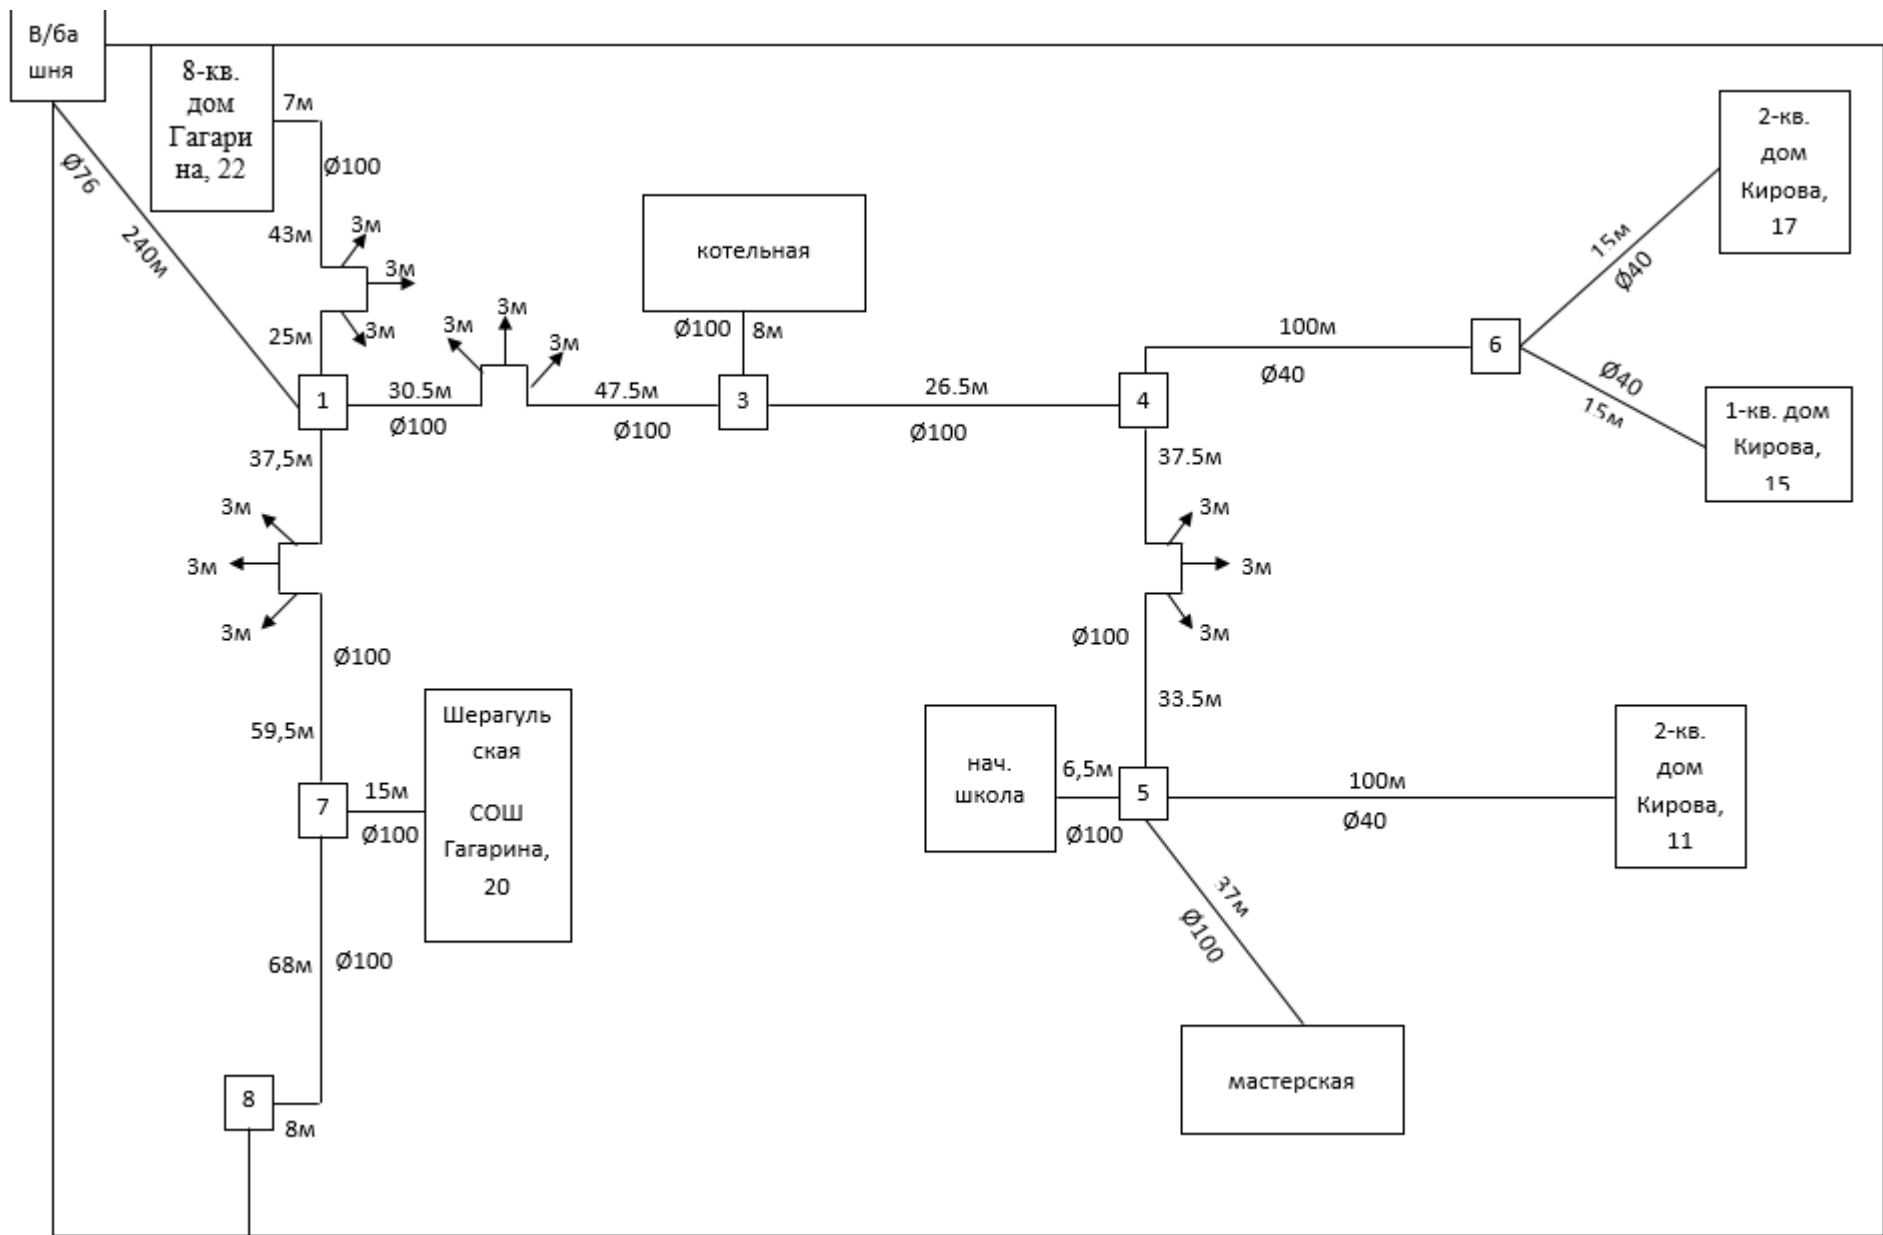 В/ба
шня
8-кв.
дом
Гагари
на, 22
7м
Ø100
Ø76
240м
43м
3м
3м
3м
25м
1
30.5м
Ø100
3м
3м
3м
47.5м
Ø100
котельная
Ø100
8м
3
26.5м
Ø100
4
100м
Ø40
6
15м
Ø40
2-кв.
дом
Кирова,
17
Ø40
15м
1-кв. дом
Кирова,
15
37,5м
3м
3м
3м
Ø100
59,5м
7
15м
Ø100
Шерагуль
ская
СОШ
Гагарина,
20
68м
Ø100
8
8м
37.5м
3м
3м
3м
Ø100
33.5м
нач.
школа
6,5м
Ø100
5
100м
Ø40
2-кв.
дом
Кирова,
11
37м
Ø100
мастерская